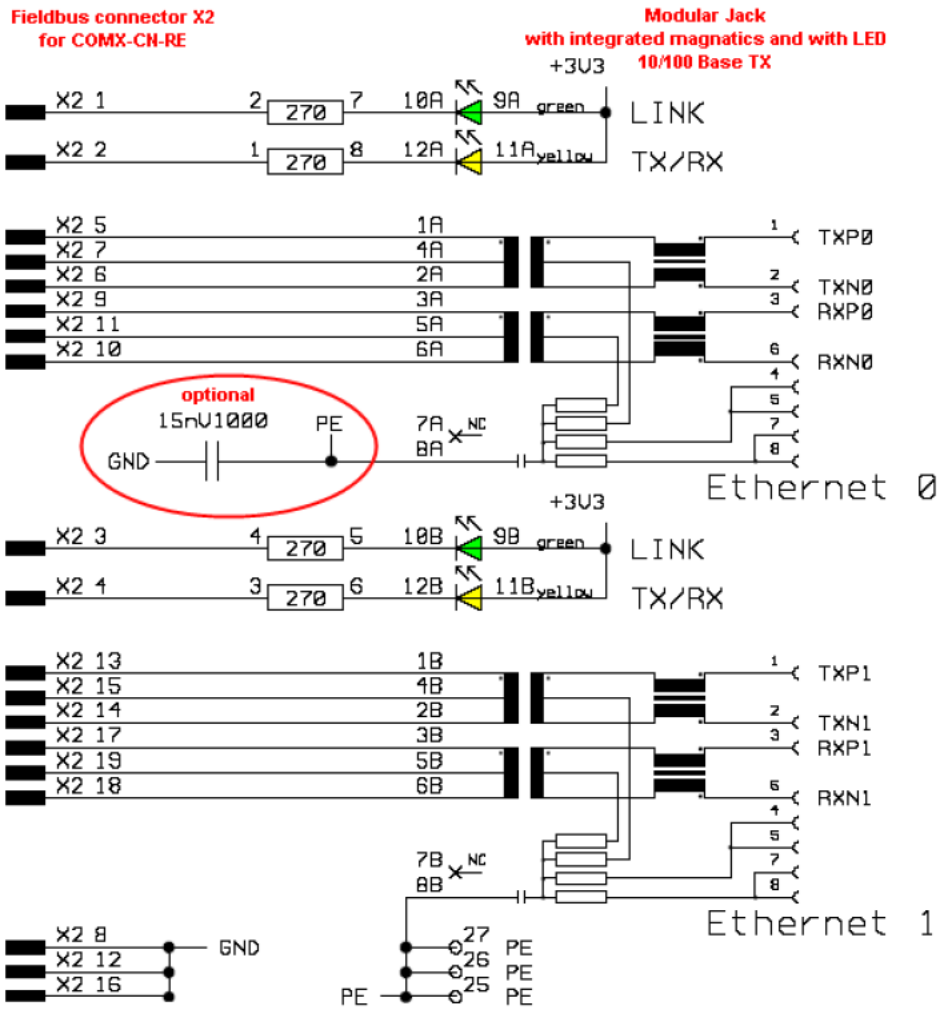 Fieldbus connector X2
for COMX-CN-RE
Modular Jack
with integrated magnatics and with LED
10/100 Base TX
+3V3
X2 1 2 270 7 10A 9A green LINK
X2 2 1 270 8 12A 11A yellow TX/RX
X2 5 1A 1 TXP0
X2 7 4A
X2 6 2A 2 TXN0
X2 9 3A 3 RXP0
X2 11 5A
X2 10 6A 6 RXN0
4
optional
5
15nV1000 PE 7A NC 7
GND 8A 8
Ethernet 0
+3V3
X2 3 4 270 5 10B 9B green LINK
X2 4 3 270 6 12B 11B yellow TX/RX
X2 13 1B 1 TXP1
X2 15 4B
X2 14 2B 2 TXN1
X2 17 3B 3 RXP1
X2 19 5B
X2 18 6B 6 RXN1
4
5
7B NC 7
8B 8
Ethernet 1
X2 8 GND 27 PE
X2 12 26 PE
X2 16 PE 25 PE